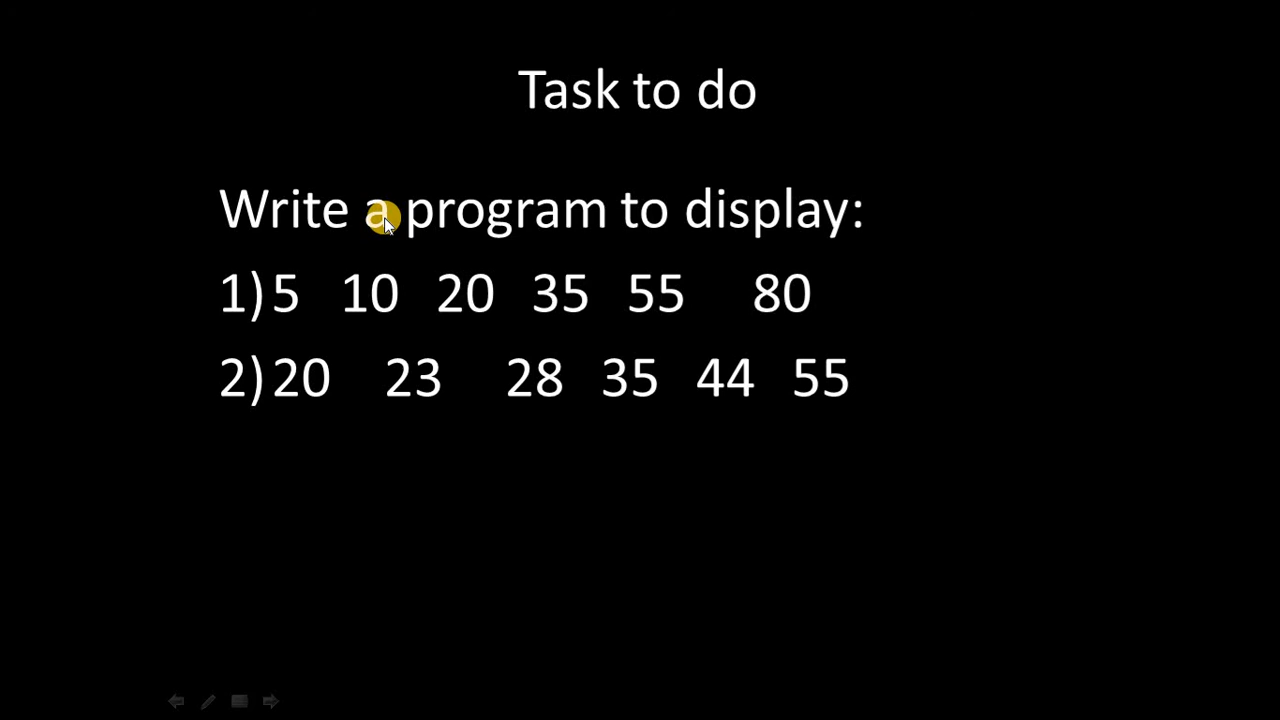 Task to do
Write a program to display:
1) 5 10 20 35 55 80
2) 20 23 28 35 44 55